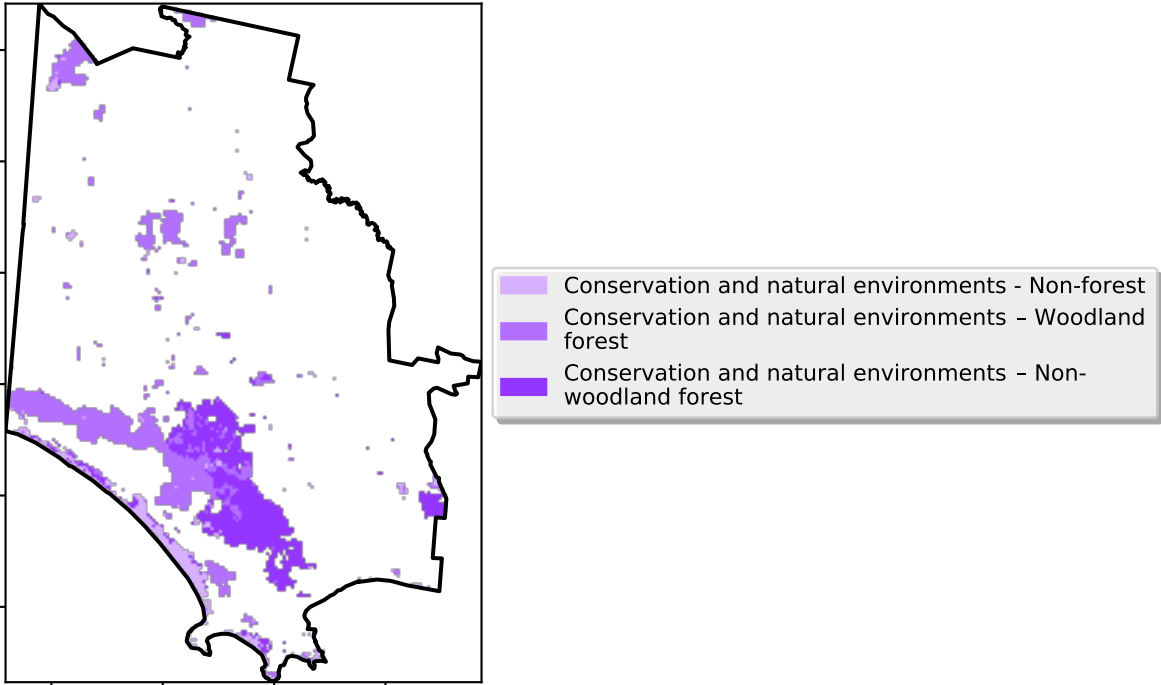 Conservation and natural environments - Non-forest
Conservation and natural environments – Woodland
forest
Conservation and natural environments – Non-
woodland forest